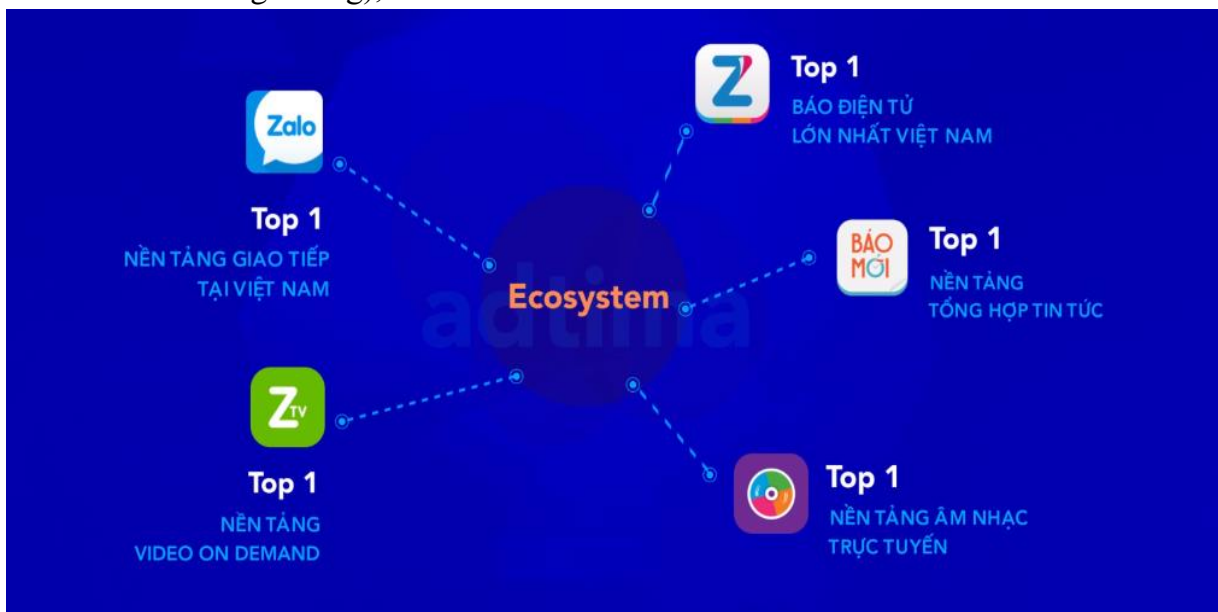 Zalo
Top 1
NỀN TẢNG GIAO TIẾP
TẠI VIỆT NAM
Z TV
Top 1
NỀN TẢNG
VIDEO ON DEMAND
adtima
Ecosystem
Z
Top 1
BÁO ĐIỆN TỬ
LỚN NHẤT VIỆT NAM
BÁO
MỚI
Top 1
NỀN TẢNG
TỔNG HỢP TIN TỨC
Top 1
NỀN TẢNG ÂM NHẠC
TRỰC TUYẾN